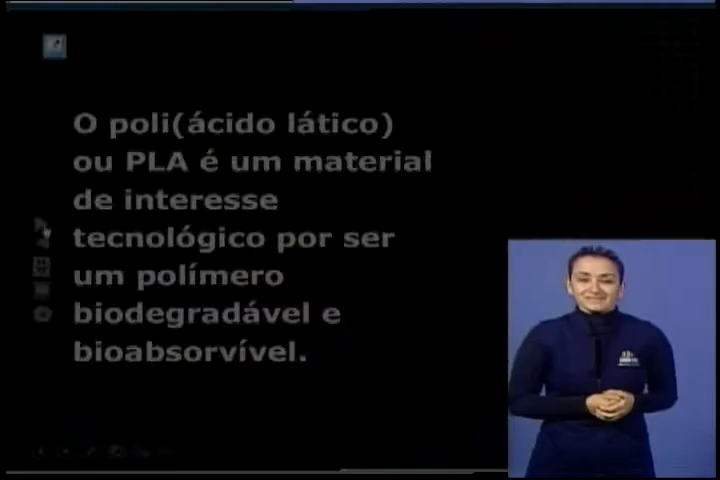 O poli(ácido lático)
ou PLA é um material
de interesse
tecnológico por ser
um polímero
biodegradável e
bioabsorvível.